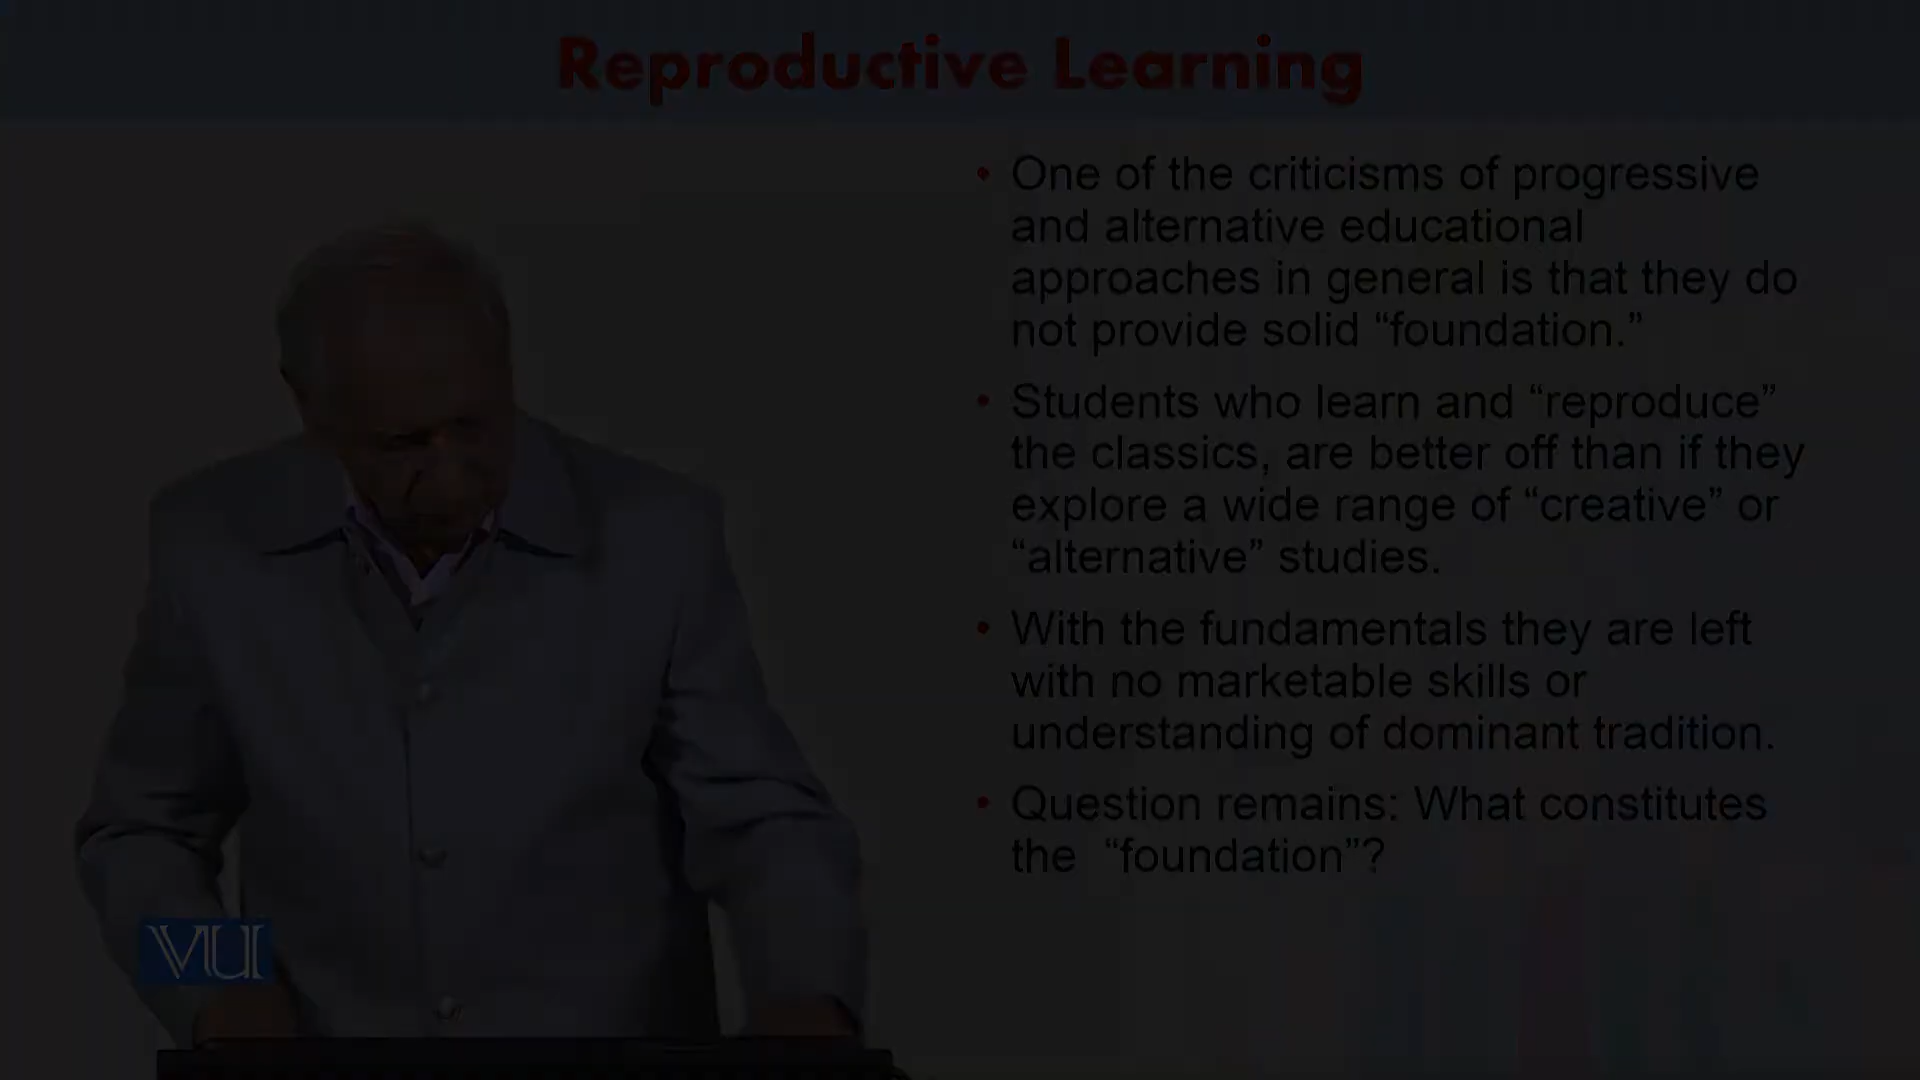 Reproductive Learning
• One of the criticisms of progressive
and alternative educational
approaches in general is that they do
not provide solid “foundation.”
• Students who learn and “reproduce”
the classics, are better off than if they
explore a wide range of “creative” or
“alternative” studies.
• With the fundamentals they are left
with no marketable skills or
understanding of dominant tradition.
• Question remains: What constitutes
the “foundation”?
VU